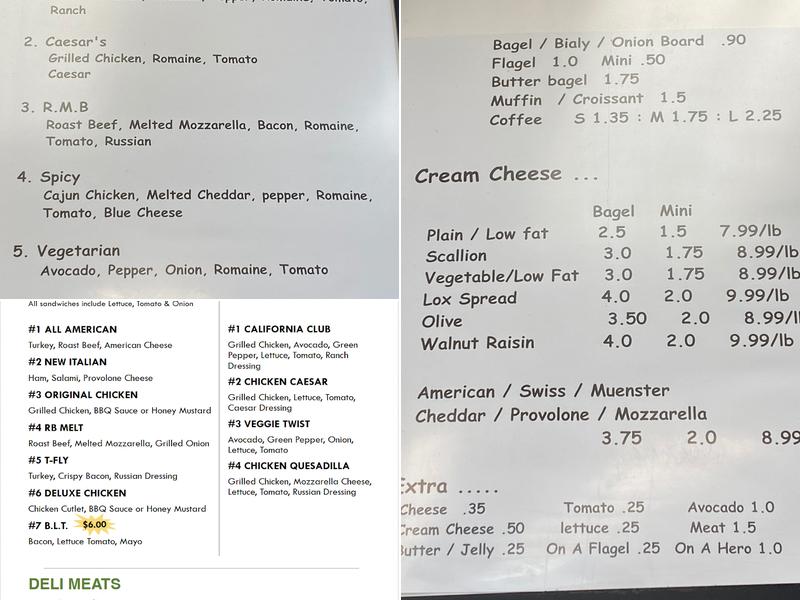 Ranch
2. Caesar's
Grilled Chicken, Romaine, Tomato
Caesar
3. R.M.B
Roast Beef, Melted Mozzarella, Bacon, Romaine,
Tomato, Russian
4. Spicy
Cajun Chicken, Melted Cheddar, pepper, Romaine,
Tomato, Blue Cheese
5. Vegetarian
Avocado, Pepper, Onion, Romaine, Tomato
All sandwiches include Lettuce, Tomato & Onion
#1 ALL AMERICAN
Turkey, Roast Beef, American Cheese
#2 NEW ITALIAN
Ham, Salami, Provolone Cheese
#3 ORIGINAL CHICKEN
Grilled Chicken, BBQ Sauce or Honey Mustard
#4 RB MELT
Roast Beef, Melted Mozzarella, Grilled Onion
#5 T-FLY
Turkey, Crispy Bacon, Russian Dressing
#6 DELUXE CHICKEN
Chicken Cutlet, BBQ Sauce or Honey Mustard
#7 B.L.T. $6.00
Bacon, Lettuce Tomato, Mayo
#1 CALIFORNIA CLUB
Grilled Chicken, Avocado, Green
Pepper, Lettuce, Tomato, Ranch
Dressing
#2 CHICKEN CAESAR
Grilled Chicken, Lettuce, Tomato,
Caesar Dressing
#3 VEGGIE TWIST
Avocado, Green Pepper, Onion,
Lettuce, Tomato
#4 CHICKEN QUESADILLA
Grilled Chicken, Mozzarella Cheese,
Lettuce, Tomato, Russian Dressing
DELI MEATS
Bagel / Bialy / Onion Board .90
Flagel 1.0 Mini .50
Butter bagel 1.75
Muffin / Croissant 1.5
Coffee S 1.35 : M 1.75 : L 2.25
Cream Cheese ...
Bagel Mini
Plain / Low fat 2.5 1.5 7.99/lb
Scallion 3.0 1.75 8.99/lb
Vegetable/Low Fat 3.0 1.75 8.99/lb
Lox Spread 4.0 2.0 9.99/lb
Olive 3.50 2.0 8.99/l
Walnut Raisin 4.0 2.0 9.99/lb
American / Swiss / Muenster
Cheddar / Provolone / Mozzarella
3.75 2.0 8.99
Extra .....
Cheese .35 Tomato .25 Avocado 1.0
Cream Cheese .50 lettuce .25 Meat 1.5
Butter / Jelly .25 On A Flagel .25 On A Hero 1.0